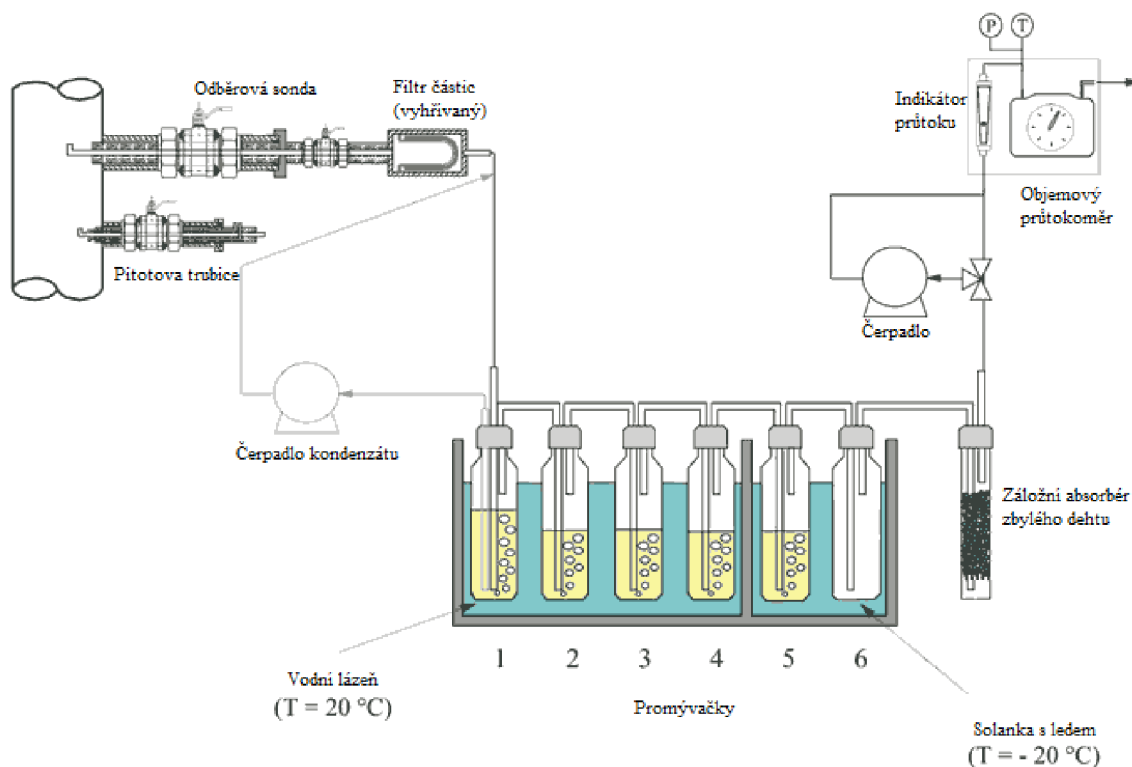 P T
Odběrová sonda
Filtr částic
(vyhřívaný)
Indikátor
průtoku
Objemový
průtokoměr
Pitotova trubice
Čerpadlo
Čerpadlo kondenzátu
Záložní absorbér
zbylého dehtu
1 2 3 4 5 6
Vodní lázeň
(T = 20 °C)
Promývačky
Solanka s ledem
(T = - 20 °C)